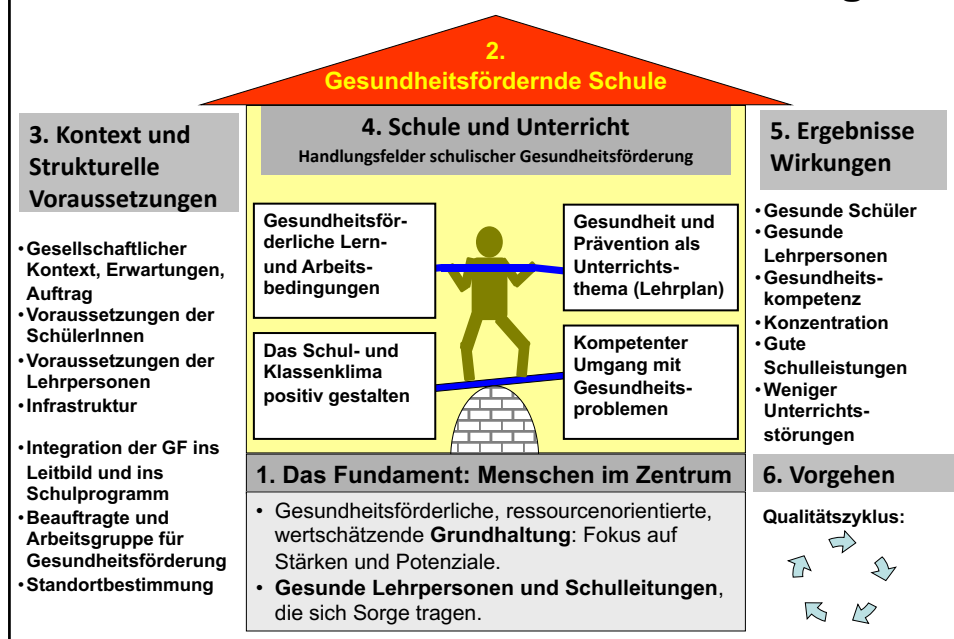 2.
Gesundheitsfördernde Schule
3. Kontext und
Strukturelle
Voraussetzungen
• Gesellschaftlicher
Kontext, Erwartungen,
Auftrag
• Voraussetzungen der
SchülerInnen
• Voraussetzungen der
Lehrpersonen
• Infrastruktur
• Integration der GF ins
Leitbild und ins
Schulprogramm
• Beauftragte und
Arbeitsgruppe für
Gesundheitsförderung
• Standortbestimmung
4. Schule und Unterricht
Handlungsfelder schulischer Gesundheitsförderung
Gesundheitsför-
derliche Lern-
und Arbeits-
bedingungen
Gesundheit und
Prävention als
Unterrichts-
thema (Lehrplan)
Das Schul- und
Klassenklima
positiv gestalten
Kompetenter
Umgang mit
Gesundheits-
problemen
1. Das Fundament: Menschen im Zentrum
• Gesundheitsförderliche, ressourcenorientierte,
wertschätzende Grundhaltung: Fokus auf
Stärken und Potenziale.
• Gesunde Lehrpersonen und Schulleitungen,
die sich Sorge tragen.
5. Ergebnisse
Wirkungen
• Gesunde Schüler
• Gesunde
Lehrpersonen
• Gesundheits-
kompetenz
• Konzentration
• Gute
Schulleistungen
• Weniger
Unterrichts-
störungen
6. Vorgehen
Qualitätszyklus: